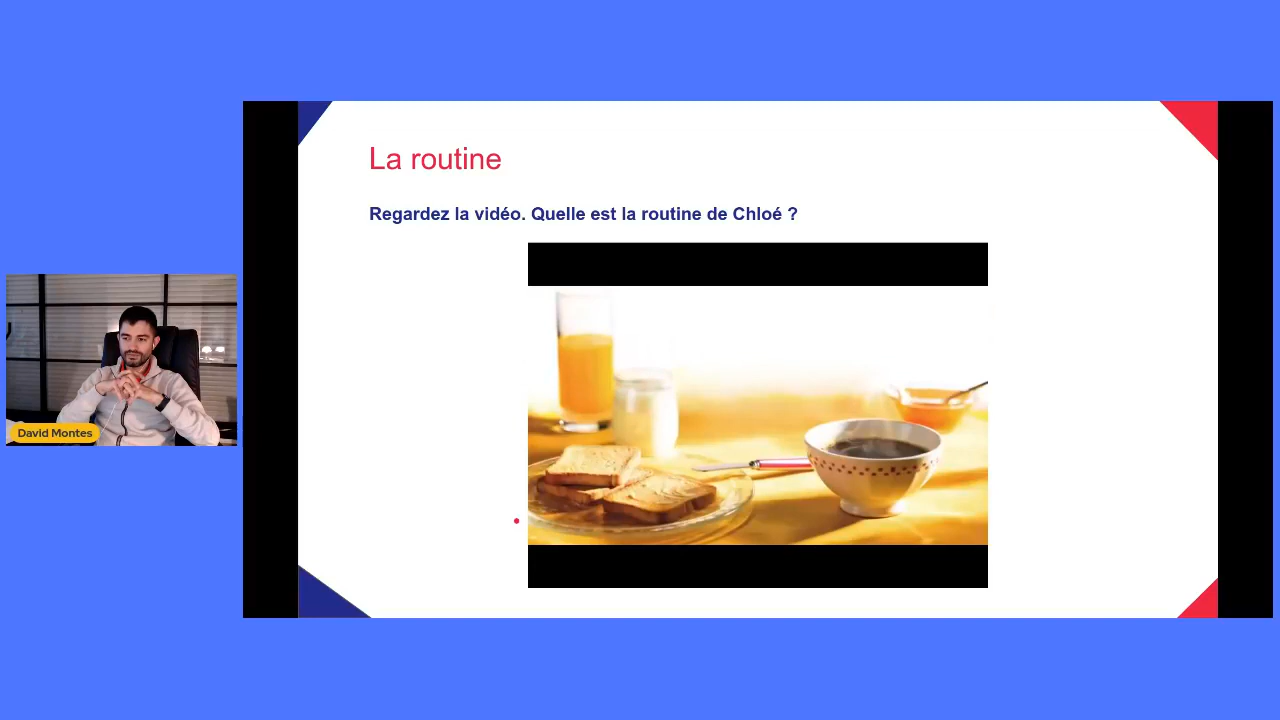 La routine
Regardez la vidéo. Quelle est la routine de Chloé ?
David Montes